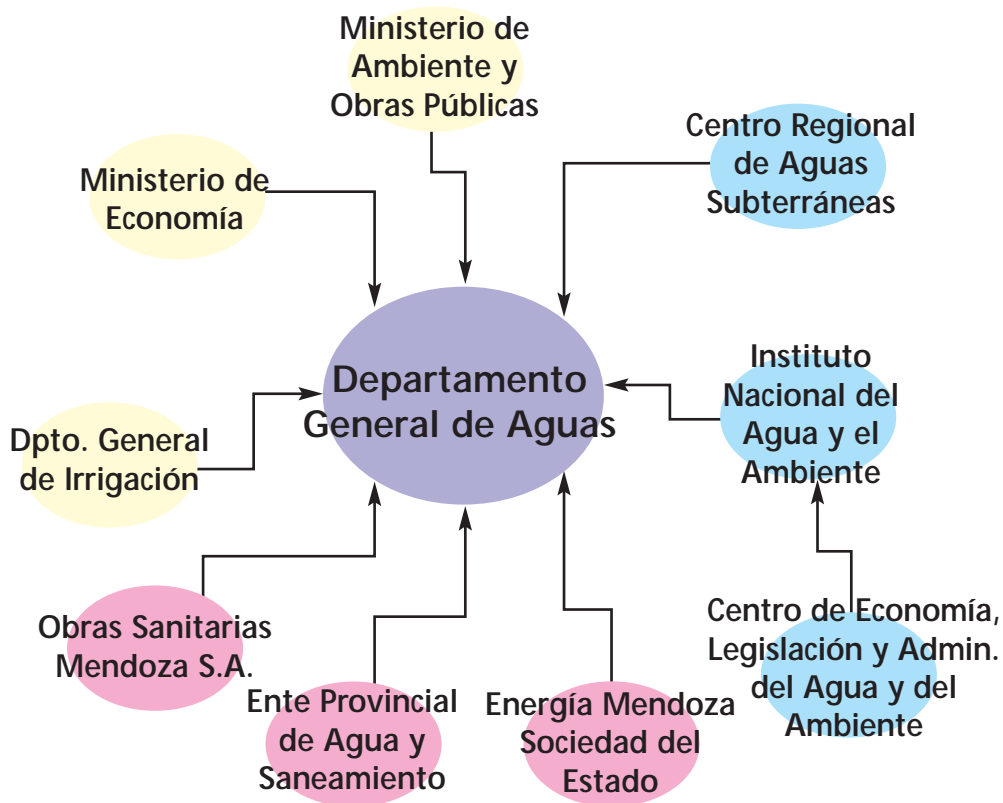 Ministerio de
Ambiente y
Obras Públicas
Centro Regional
de Aguas
Subterráneas
Ministerio de
Economía
Departamento
General de Aguas
Instituto
Nacional del
Agua y el
Ambiente
Dpto. General
de Irrigación
Obras Sanitarias
Mendoza S.A.
Ente Provincial
de Agua y
Saneamiento
Energía Mendoza
Sociedad del
Estado
Centro de Economía,
Legislación y Admin.
del Agua y del
Ambiente